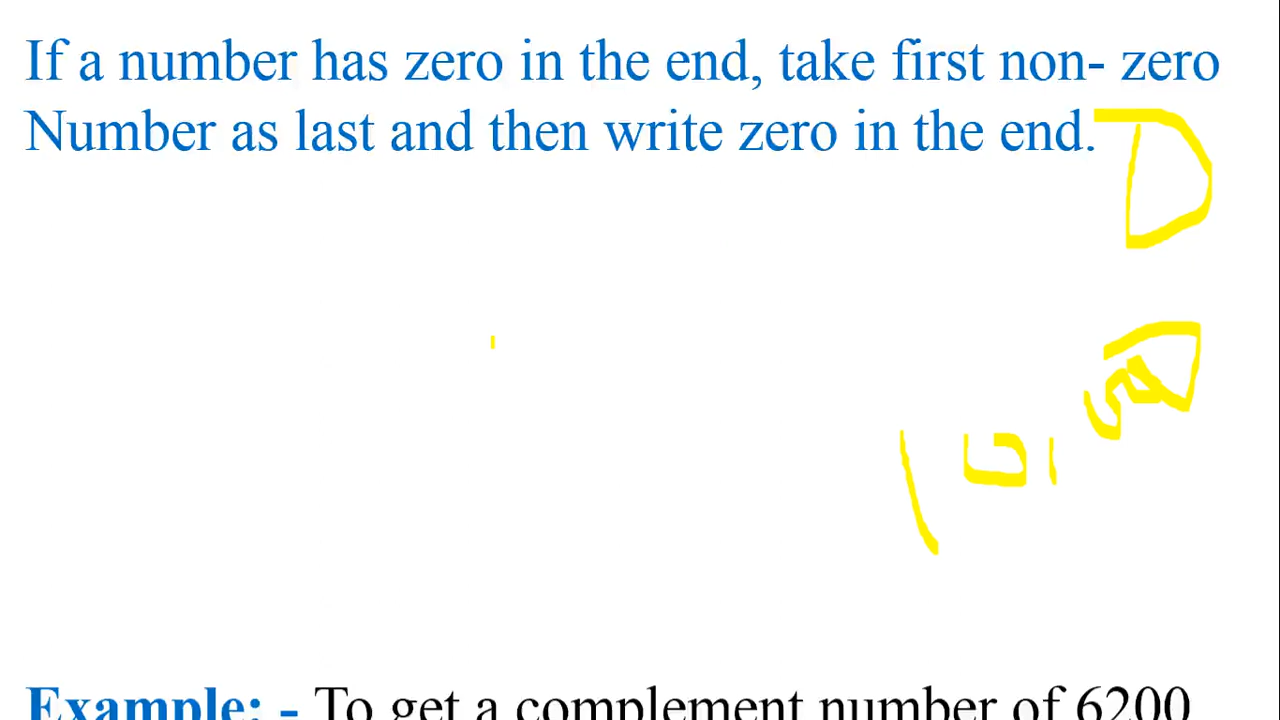 If a number has zero in the end, take first non- zero
Number as last and then write zero in the end.
Example: - To get a complement number of 6200